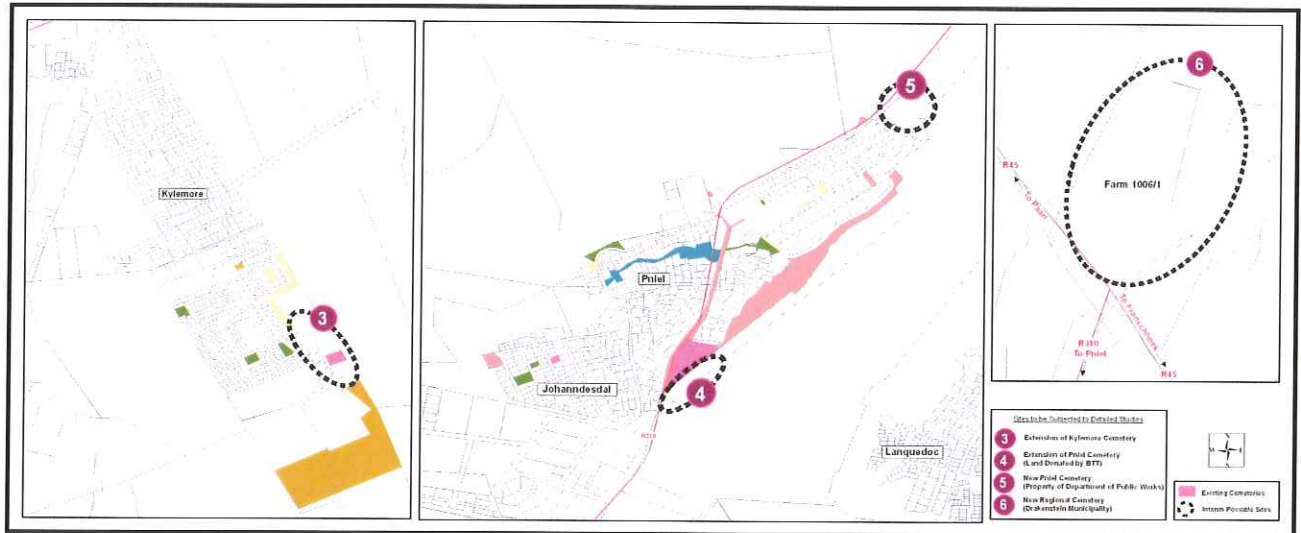 Kylemore
3
5
Pniel
Johanndesdal
4
R310
Lanquedoc
6
Farm 1006/1
R45
To Paarl
To Franschhoek
R310
To Pniel
R45
Sites to be Subjected to Detailed Studies
3 Extension of Kylemore Cemetery
4 Extension of Pniel Cemetery
(Land Donated by BTT)
5 New Pniel Cemetery
(Property of Department of Public Works)
6 New Regional Cemetery
(Drakenstein Municipality)
N
W E
S
Existing Cemeteries
Interim Possible Sites